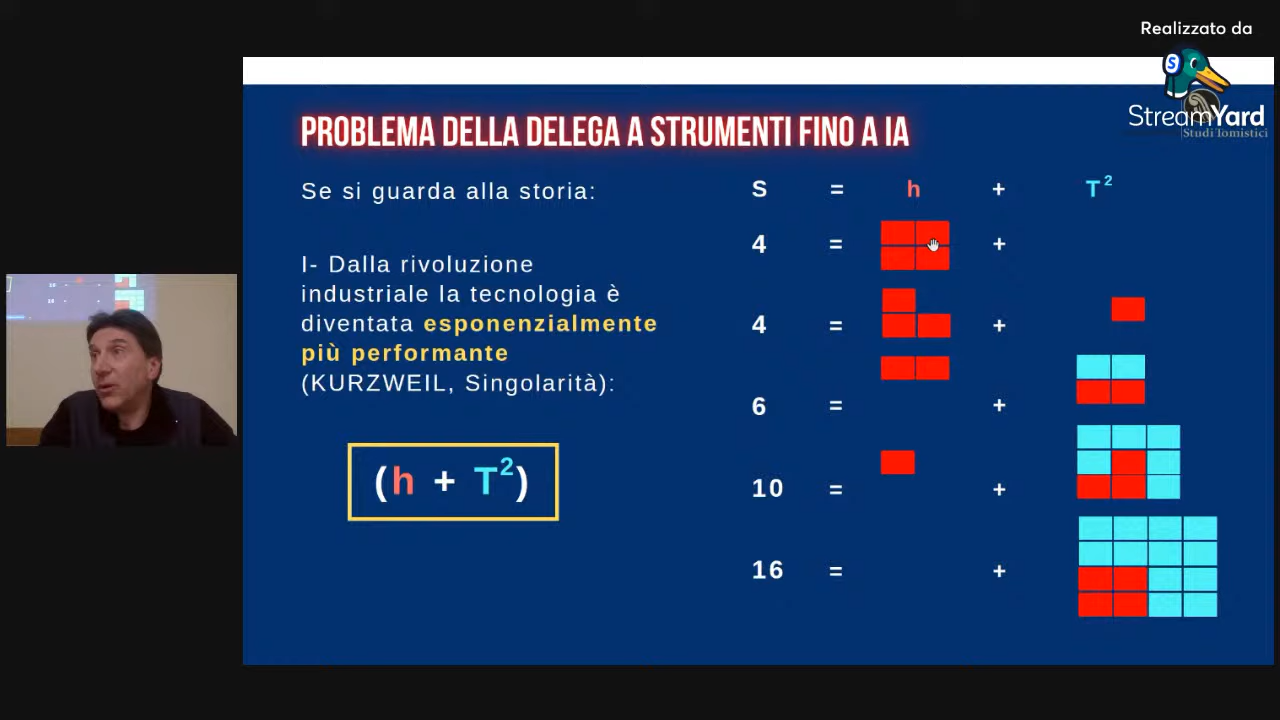 Realizzato da
StreamYard
Studi Tomistici
PROBLEMA DELLA DELEGA A STRUMENTI FINO A IA
Se si guarda alla storia:
I- Dalla rivoluzione
industriale la tecnologia è
diventata esponenzialmente
più performante
(KURZWEIL, Singolarità):
(h + T²)
S = h + T²
4 = +
4 = +
6 = +
10 = +
16 = +